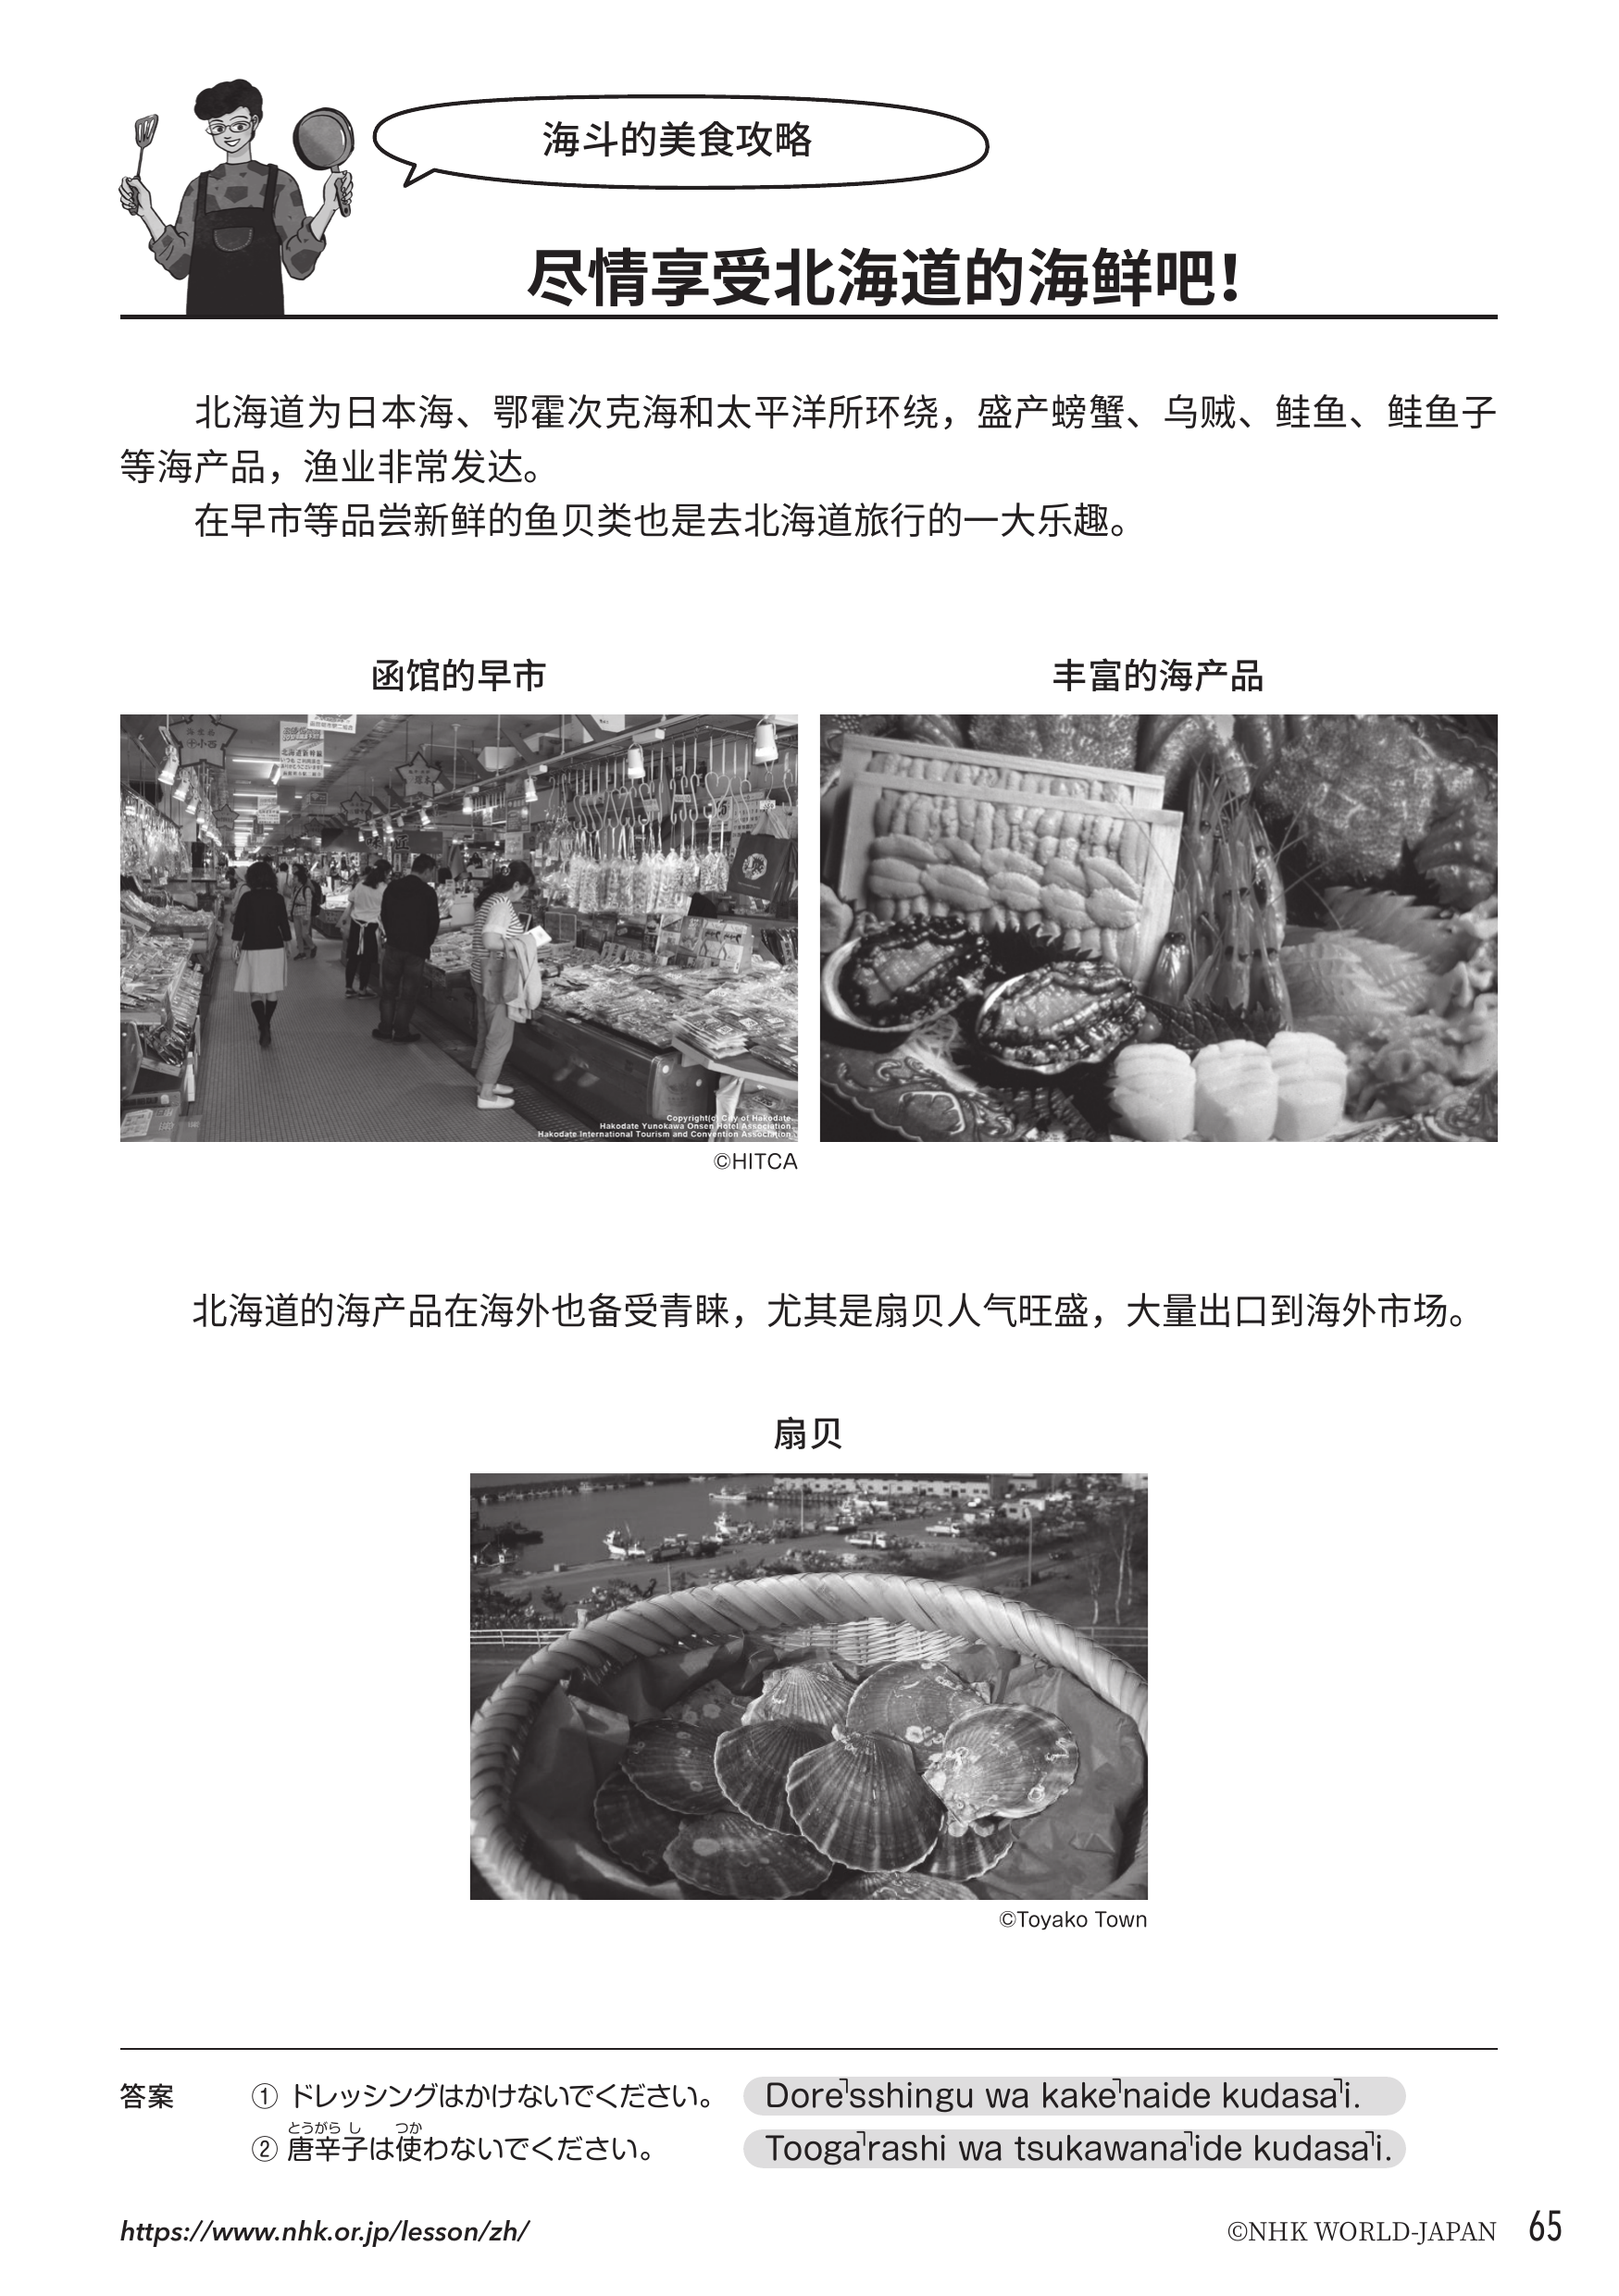 海斗的美食攻略
尽情享受北海道的海鲜吧!
北海道为日本海、鄂霍次克海和太平洋所环绕，盛产螃蟹、乌贼、鲑鱼、鲑鱼子
等海产品，渔业非常发达。
在早市等品尝新鲜的鱼贝类也是去北海道旅行的一大乐趣。
函馆的早市
丰富的海产品
Copyright(c) City of Hakodate.
Hakodate Yunokawa Onsen Hotel Association.
Hakodate International Tourism and Convention Association
©HITCA
北海道的海产品在海外也备受青睐，尤其是扇贝人气旺盛，大量出口到海外市场。
扇贝
©Toyako Town
答案 ① ドレッシングはかけないでください。 Dore˥sshingu wa kake˥naide kudasa˥i.
とうがら し つか
② 唐辛子は使わないでください。 Tooga˥rashi wa tsukawana˥ide kudasa˥i.
https://www.nhk.or.jp/lesson/zh/ ©NHK WORLD-JAPAN 65